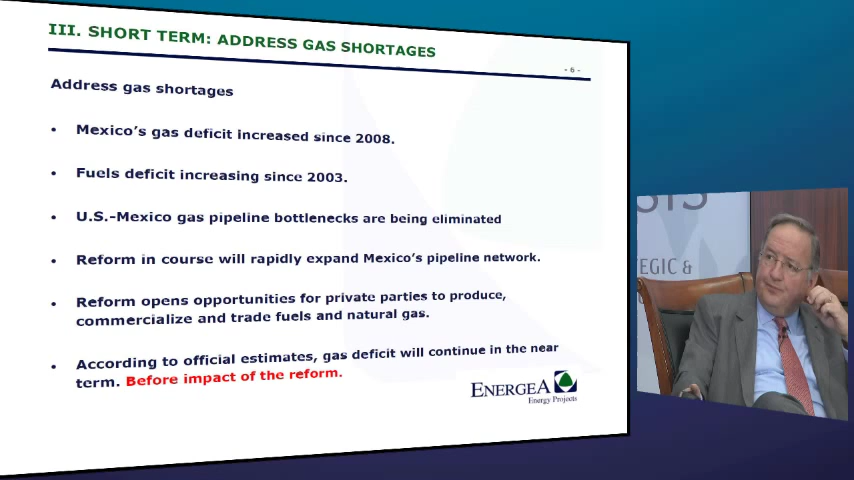 III. SHORT TERM: ADDRESS GAS SHORTAGES
- 6 -
Address gas shortages
• Mexico's gas deficit increased since 2008.
• Fuels deficit increasing since 2003.
• U.S.-Mexico gas pipeline bottlenecks are being eliminated
• Reform in course will rapidly expand Mexico's pipeline network.
• Reform opens opportunities for private parties to produce,
commercialize and trade fuels and natural gas.
• According to official estimates, gas deficit will continue in the near
term. Before impact of the reform.
ENERGEA
Energy Projects
CSIS
TEGIC &